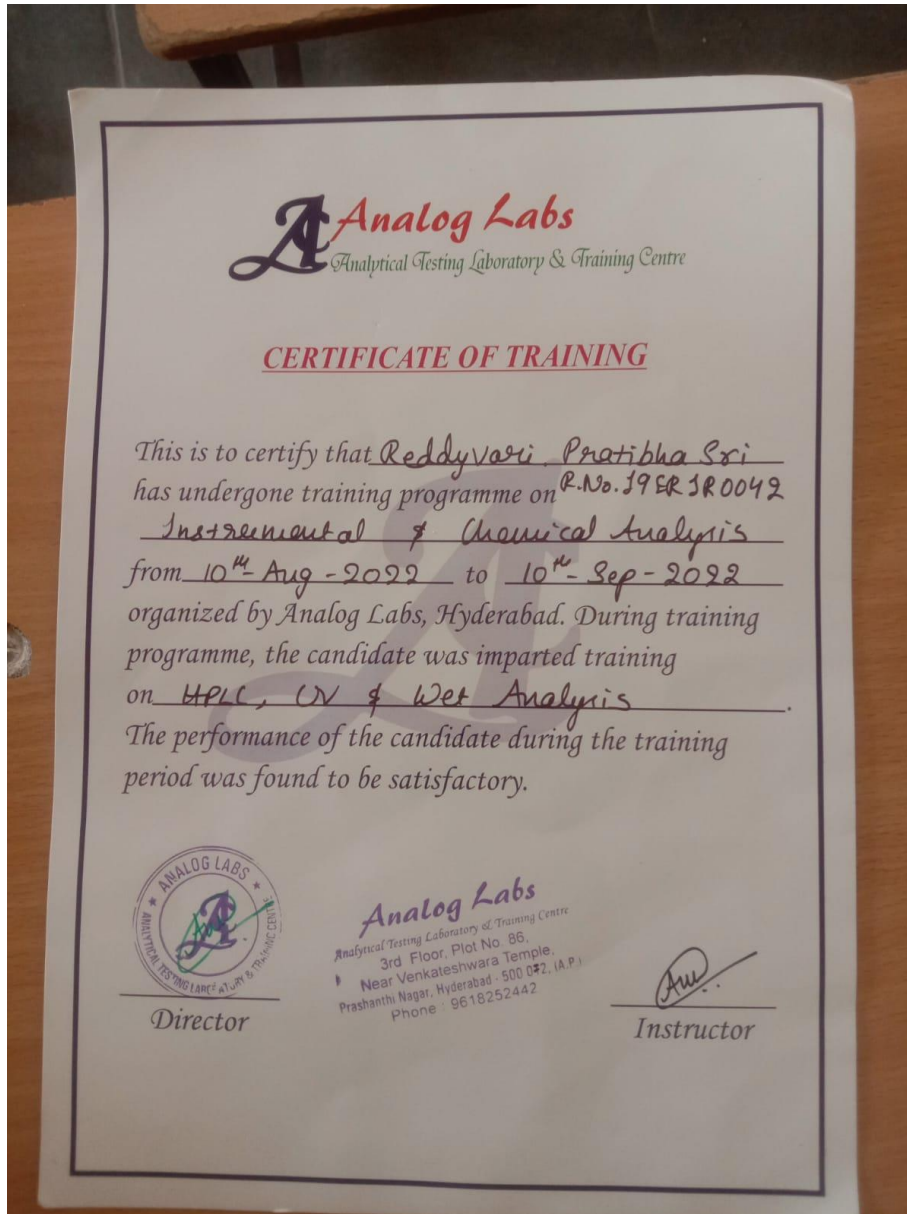 Analog Labs
Analytical Testing Laboratory & Training Centre
CERTIFICATE OF TRAINING
This is to certify that Reddyvari Pratibha Sri
has undergone training programme on R.No.19ER1R0042
Instrumental & Chemical Analysis
from 10th-Aug-2022 to 10th-Sep-2022
organized by Analog Labs, Hyderabad. During training
programme, the candidate was imparted training
on HPLC, UV & Wet Analysis.
The performance of the candidate during the training
period was found to be satisfactory.
ANALOG LABS
ANALYTICAL TESTING LABORATORY & TRAINING CENTRE
Director
Analog Labs
Analytical Testing Laboratory & Training Centre
3rd Floor, Plot No. 86,
Near Venkateshwara Temple,
Prashanthi Nagar, Hyderabad - 500 072, (A.P.)
Phone : 9618252442
Instructor